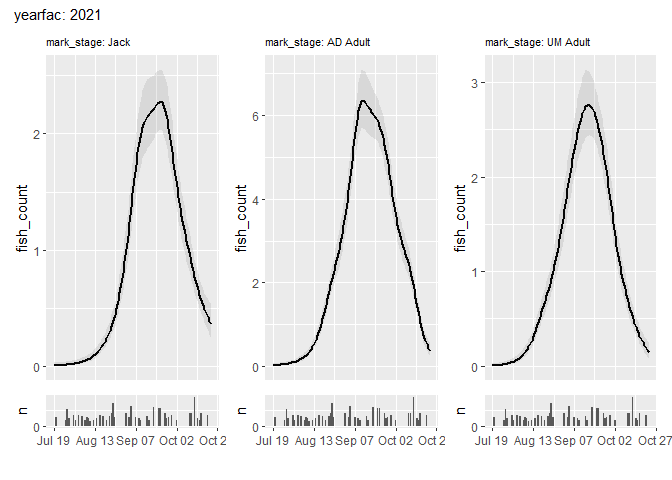 yearfac: 2021
mark_stage: Jack
mark_stage: AD Adult
mark_stage: UM Adult
fish_count
2
1
0
fish_count
6
4
2
0
fish_count
3
2
1
0
n
0
n
0
n
0
Jul 19 Aug 13 Sep 07 Oct 02 Oct 2
Jul 19 Aug 13 Sep 07 Oct 02 Oct 2
Jul 19 Aug 13 Sep 07 Oct 02 Oct 27